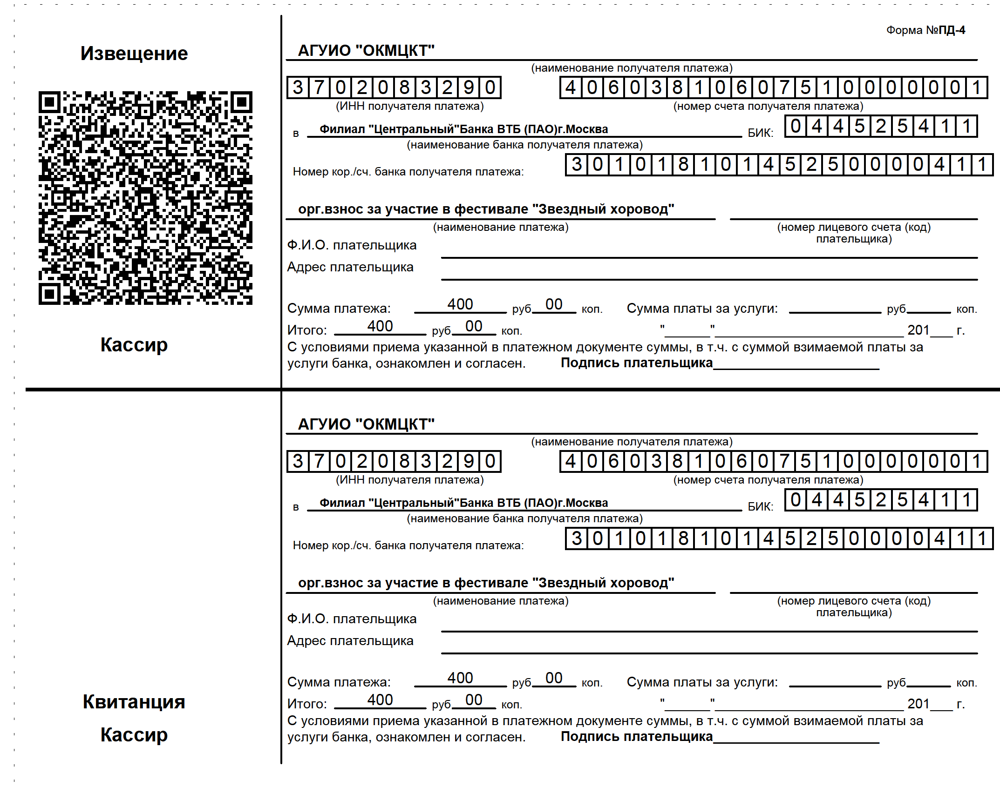 Форма №ПД-4
Извещение
АГУИО "ОКМЦКТ"
(наименование получателя платежа)
3702083290 40603810607510000001
(ИНН получателя платежа) (номер счета получателя платежа)
в Филиал "Центральный"Банка ВТБ (ПАО)г.Москва БИК: 044525411
(наименование банка получателя платежа)
Номер кор./сч. банка получателя платежа: 30101810145250000411
орг.взнос за участие в фестивале "Звездный хоровод"
(наименование платежа) (номер лицевого счета (код)
плательщика)
Ф.И.О. плательщика
Адрес плательщика
Сумма платежа: 400 руб 00 коп. Сумма платы за услуги: руб коп.
Итого: 400 руб 00 коп. "______"_________________________ 201___ г.
Кассир
С условиями приема указанной в платежном документе суммы, в т.ч. с суммой взимаемой платы за
услуги банка, ознакомлен и согласен. Подпись плательщика______________________
АГУИО "ОКМЦКТ"
(наименование получателя платежа)
3702083290 40603810607510000001
(ИНН получателя платежа) (номер счета получателя платежа)
в Филиал "Центральный"Банка ВТБ (ПАО)г.Москва БИК: 044525411
(наименование банка получателя платежа)
Номер кор./сч. банка получателя платежа: 30101810145250000411
орг.взнос за участие в фестивале "Звездный хоровод"
(наименование платежа) (номер лицевого счета (код)
плательщика)
Ф.И.О. плательщика
Адрес плательщика
Сумма платежа: 400 руб 00 коп. Сумма платы за услуги: руб коп.
Квитанция
Итого: 400 руб 00 коп. "______"_________________________ 201___ г.
С условиями приема указанной в платежном документе суммы, в т.ч. с суммой взимаемой платы за
Кассир
услуги банка, ознакомлен и согласен. Подпись плательщика______________________